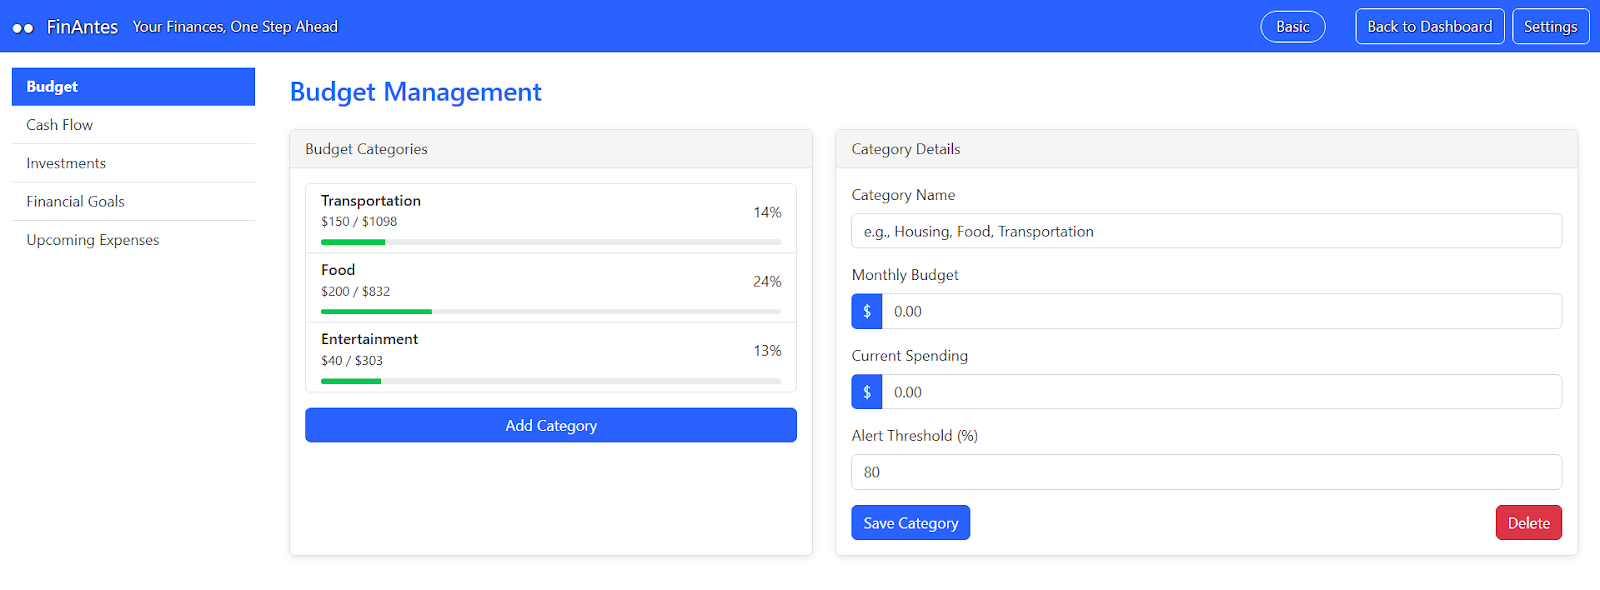 FinAntes Your Finances, One Step Ahead Basic Back to Dashboard Settings
Budget
Cash Flow
Investments
Financial Goals
Upcoming Expenses
Budget Management
Budget Categories
Transportation
$150 / $1098
14%
Food
$200 / $832
24%
Entertainment
$40 / $303
13%
Add Category
Category Details
Category Name
e.g., Housing, Food, Transportation
Monthly Budget
$ 0.00
Current Spending
$ 0.00
Alert Threshold (%)
80
Save Category Delete